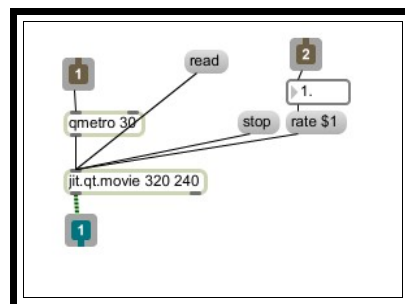 1
read
2
1.
qmetro 30
stop
rate $1
jit.qt.movie 320 240
1